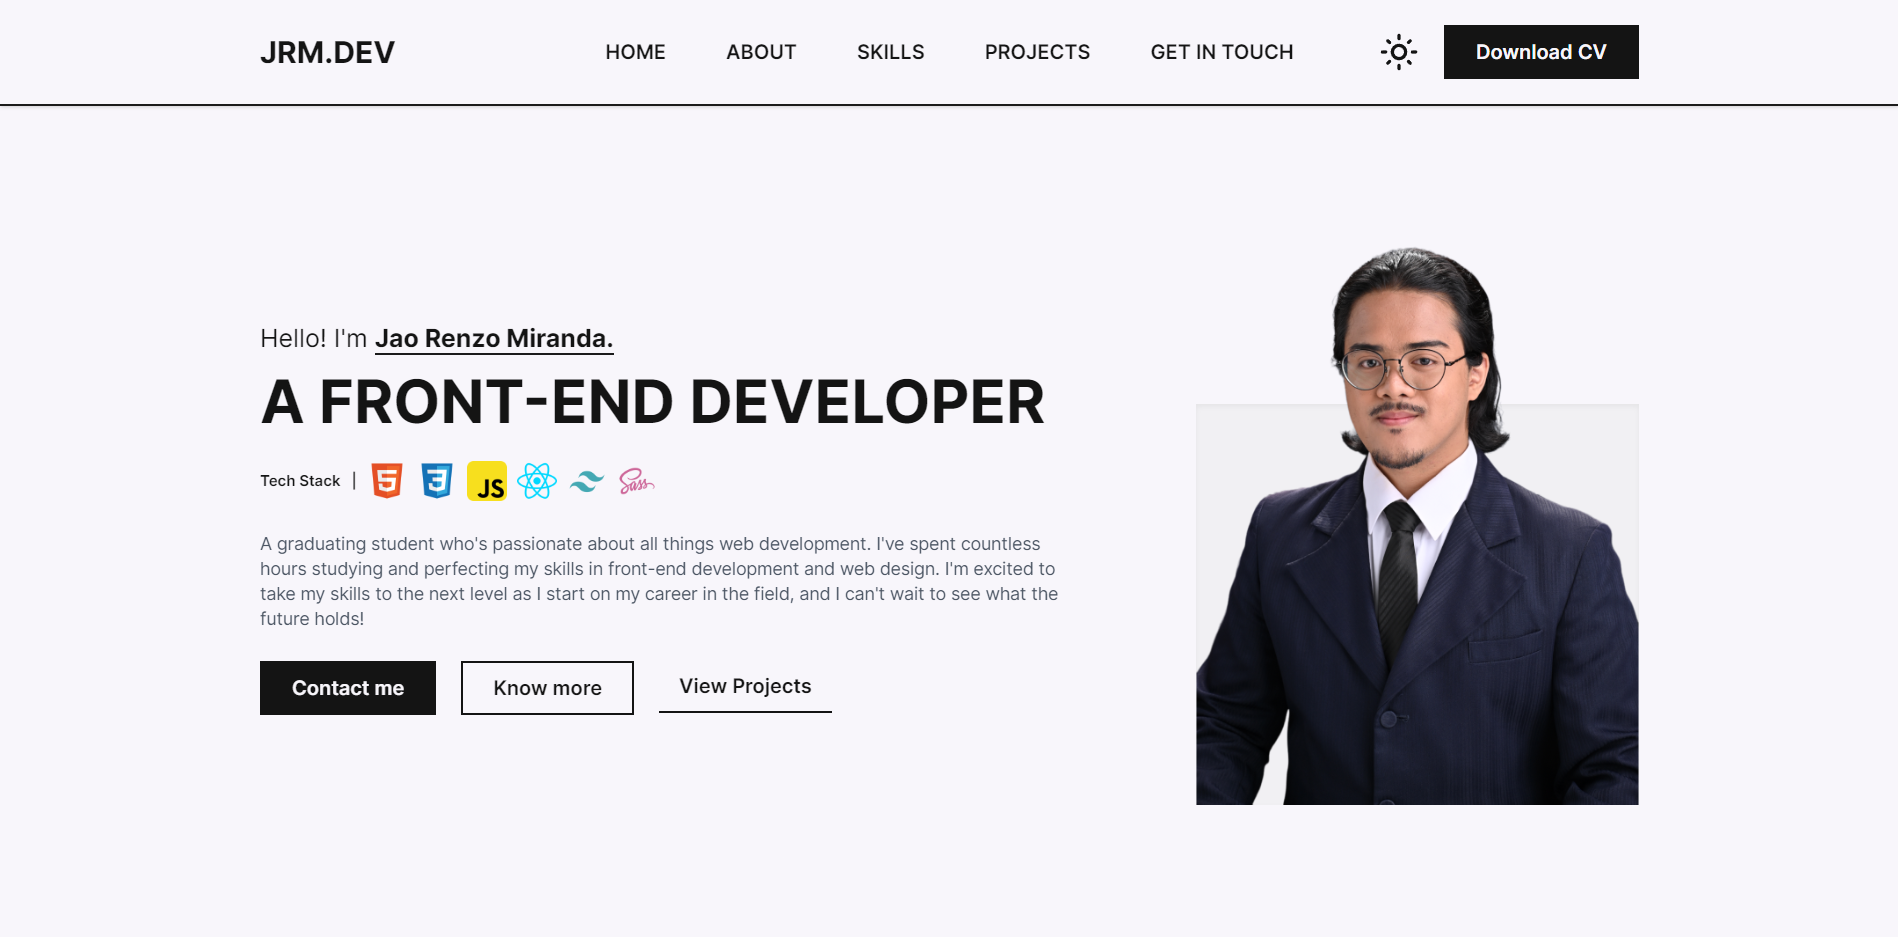 JRM.DEV
HOME
ABOUT
SKILLS
PROJECTS
GET IN TOUCH
Download CV
Hello! I'm Jao Renzo Miranda.
A FRONT-END DEVELOPER
Tech Stack |
5
3
JS
Sass
A graduating student who's passionate about all things web development. I've spent countless
hours studying and perfecting my skills in front-end development and web design. I'm excited to
take my skills to the next level as I start on my career in the field, and I can't wait to see what the
future holds!
Contact me
Know more
View Projects